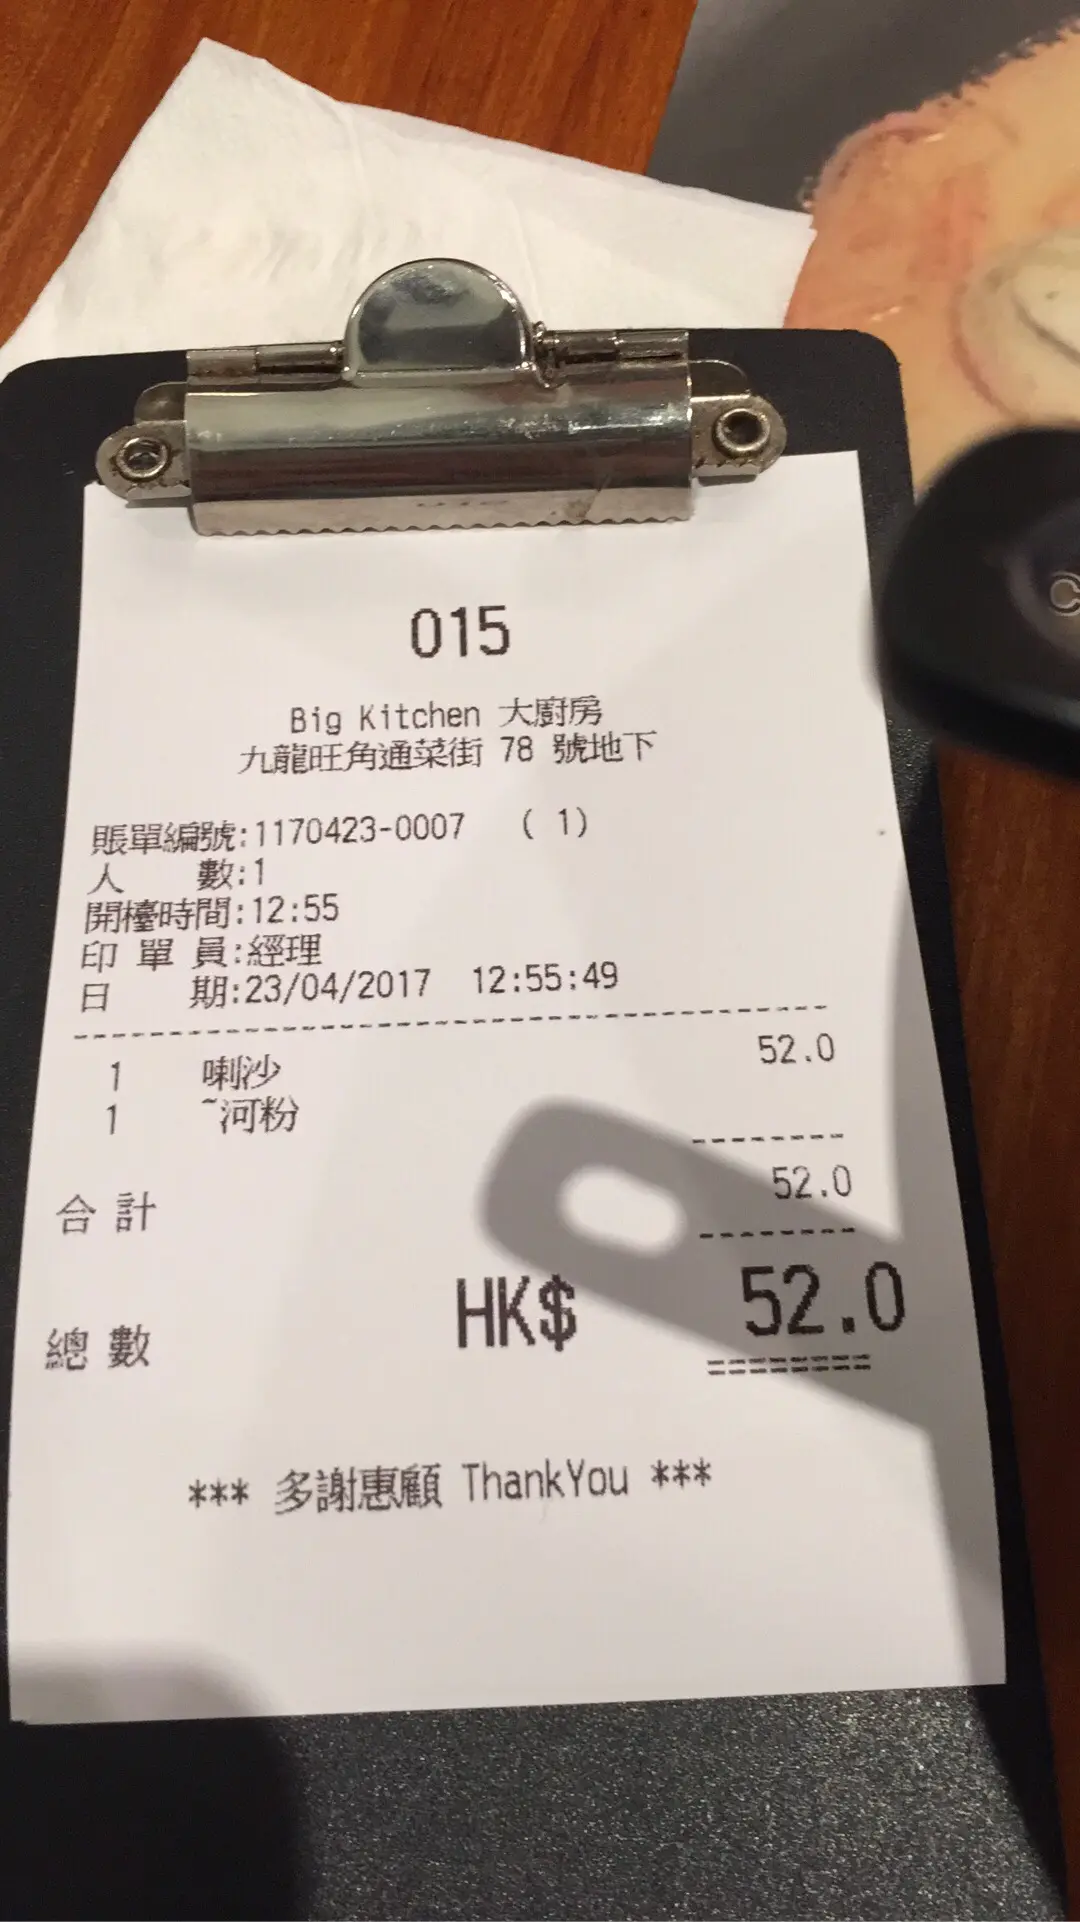 015
Big Kitchen 大廚房
九龍旺角通菜街 78 號地下
賬單編號:1170423-0007 ( 1)
人 數:1
開檯時間:12:55
印 單 員:經理
日 期:23/04/2017 12:55:49
1 喇沙 52.0
1 ~河粉
合 計 52.0
總 數 HK$ 52.0
*** 多謝惠顧 ThankYou ***